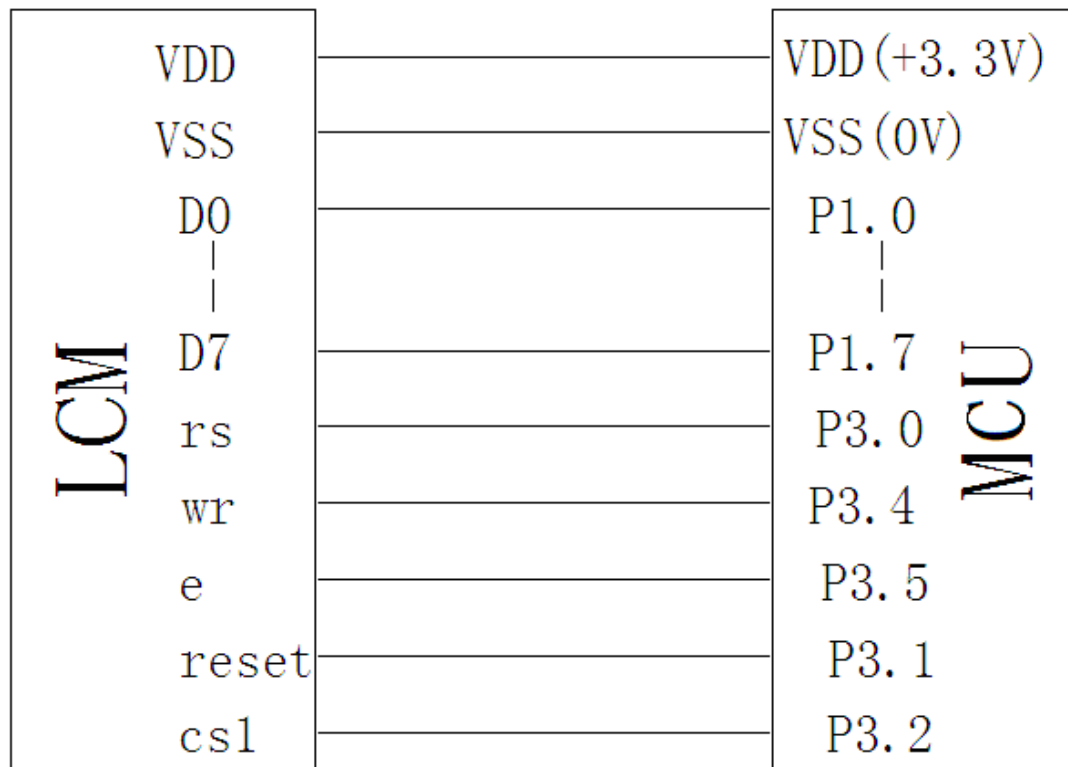 VDD VDD(+3.3V)
VSS VSS(0V)
D0 P1.0
D7 P1.7
rs P3.0
wr P3.4
e P3.5
reset P3.1
cs1 P3.2
LCM
MCU